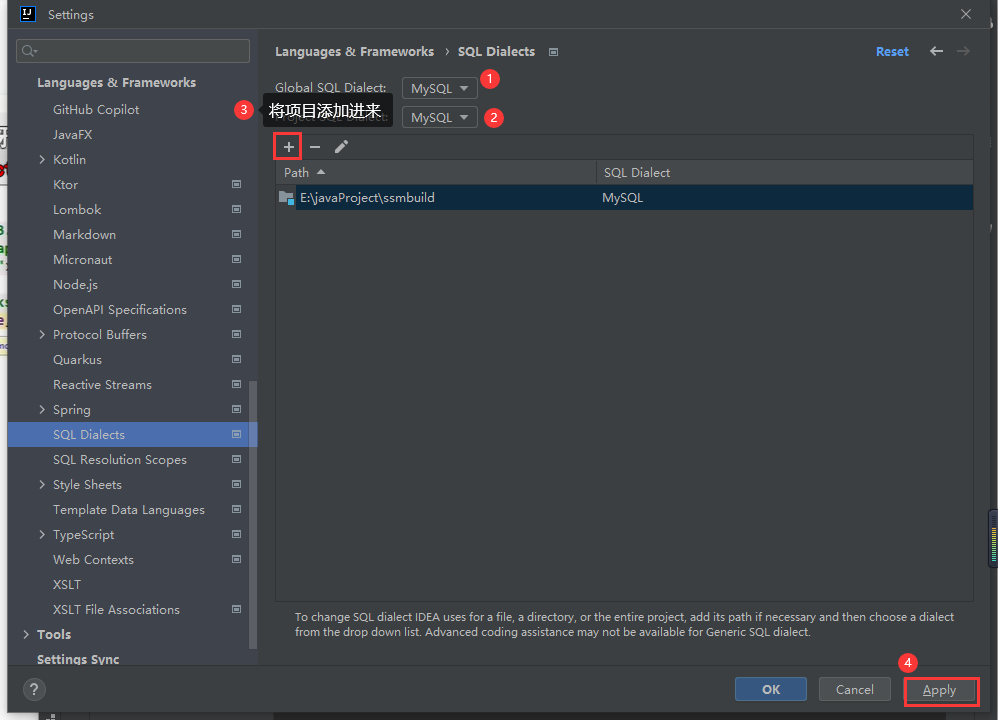 Settings
Languages & Frameworks › SQL Dialects
Reset
Global SQL Dialect: MySQL 1
将项目添加进来
3
MySQL 2
Path SQL Dialect
E:\javaProject\ssmbuild MySQL
Languages & Frameworks
GitHub Copilot
JavaFX
Kotlin
Ktor
Lombok
Markdown
Micronaut
Node.js
OpenAPI Specifications
Protocol Buffers
Quarkus
Reactive Streams
Spring
SQL Dialects
SQL Resolution Scopes
Style Sheets
Template Data Languages
TypeScript
Web Contexts
XSLT
XSLT File Associations
Tools
Settings Sync
To change SQL dialect IDEA uses for a file, a directory, or the entire project, add its path if necessary and then choose a dialect
from the drop down list. Advanced coding assistance may not be available for Generic SQL dialect.
4
?
OK Cancel Apply